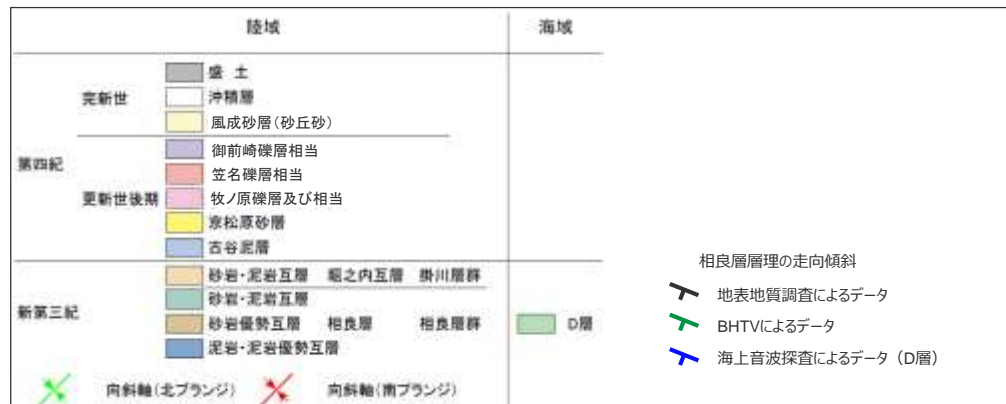 陸域 海域
盛土
完新世 沖積層
風成砂層(砂丘砂)
御前崎礫層相当
第四紀
笠名礫層相当
更新世後期 牧ノ原礫層及び相当
京松原砂層
古谷泥層
砂岩・泥岩互層 堀之内互層 掛川層群
砂岩・泥岩互層
新第三紀
砂岩優勢互層 相良層 相良層群 D層
泥岩・泥岩優勢互層
向斜軸(北プランジ) 向斜軸(南プランジ)
相良層層理の走向傾斜
地表地質調査によるデータ
BHTVによるデータ
海上音波探査によるデータ(D層)